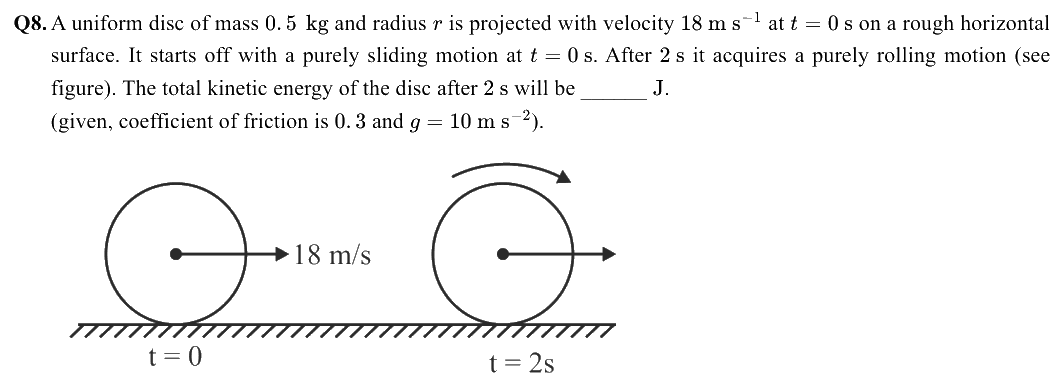 Q8. A uniform disc of mass 0. 5 kg and radius r is projected with velocity 18 m s⁻¹ at t = 0 s on a rough horizontal
surface. It starts off with a purely sliding motion at t = 0 s. After 2 s it acquires a purely rolling motion (see
figure). The total kinetic energy of the disc after 2 s will be ______ J.
(given, coefficient of friction is 0. 3 and g = 10 m s⁻²).
18 m/s
t = 0
t = 2s